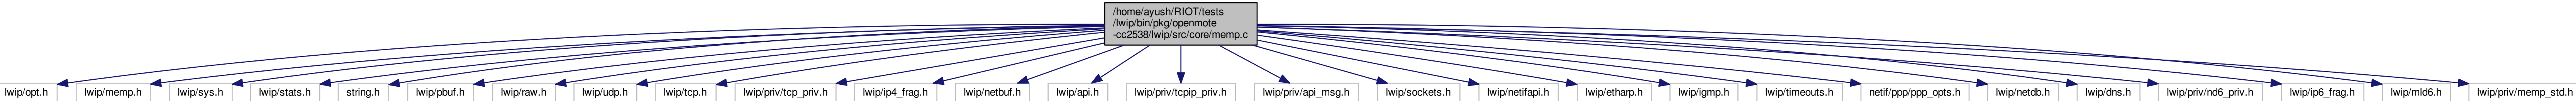 /home/ayush/RIOT/tests
/lwip/bin/pkg/openmote
-cc2538/lwip/src/core/memp.c
lwip/opt.h
lwip/memp.h
lwip/sys.h
lwip/stats.h
string.h
lwip/pbuf.h
lwip/raw.h
lwip/udp.h
lwip/tcp.h
lwip/priv/tcp_priv.h
lwip/ip4_frag.h
lwip/netbuf.h
lwip/api.h
lwip/priv/tcpip_priv.h
lwip/priv/api_msg.h
lwip/sockets.h
lwip/netifapi.h
lwip/etharp.h
lwip/igmp.h
lwip/timeouts.h
netif/ppp/ppp_opts.h
lwip/netdb.h
lwip/dns.h
lwip/priv/nd6_priv.h
lwip/ip6_frag.h
lwip/mld6.h
lwip/priv/memp_std.h